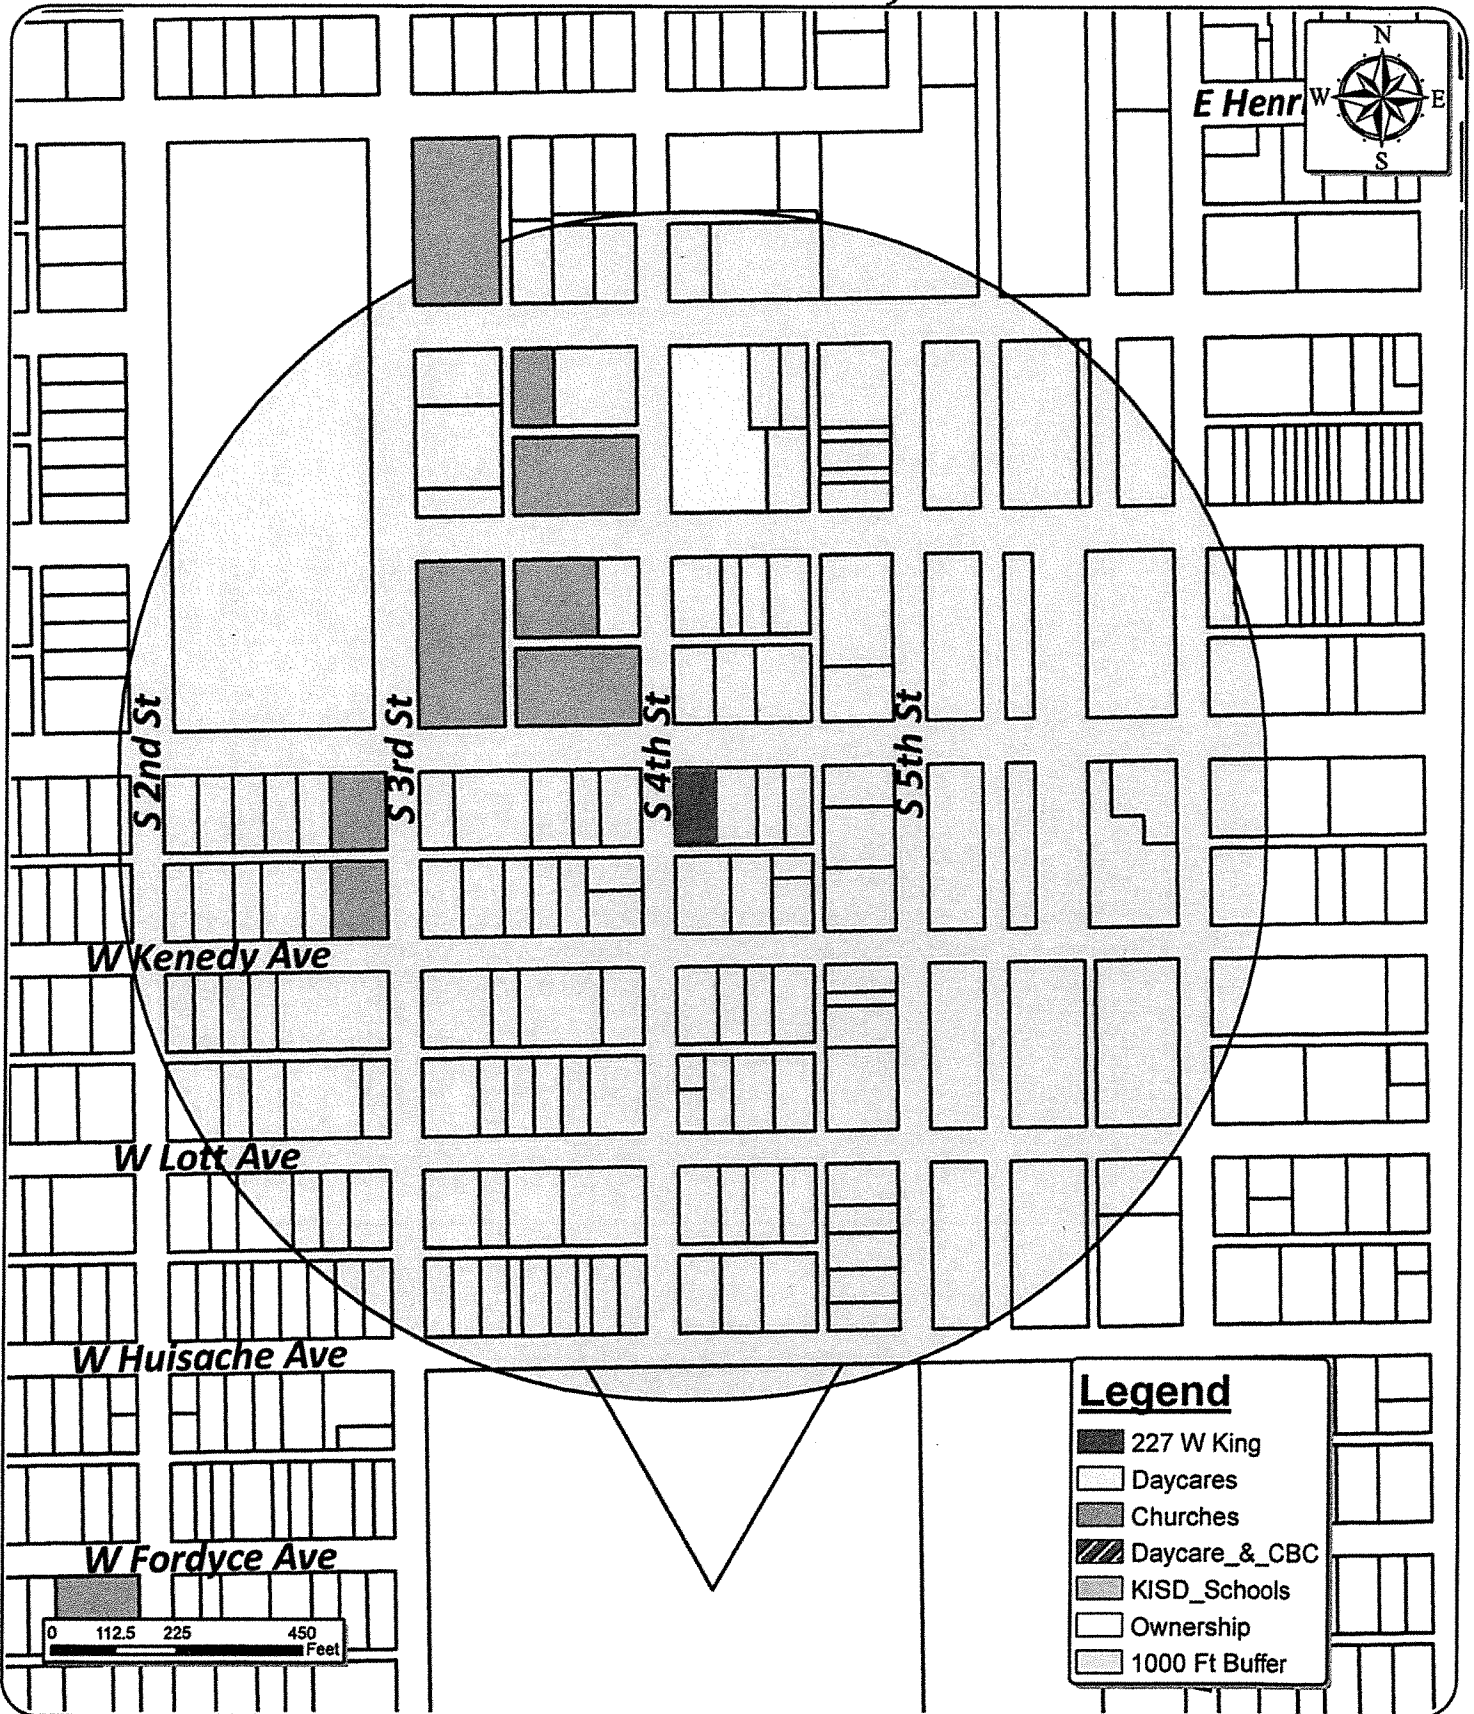 N
E Henri
W
E
S
S 2nd St
S 3rd St
S 4th St
S 5th St
W Kenedy Ave
W Lott Ave
W Huisache Ave
Legend
227 W King
Daycares
Churches
Daycare_&_CBC
KISD_Schools
Ownership
1000 Ft Buffer
W Fordyce Ave
0 112.5 225 450
Feet